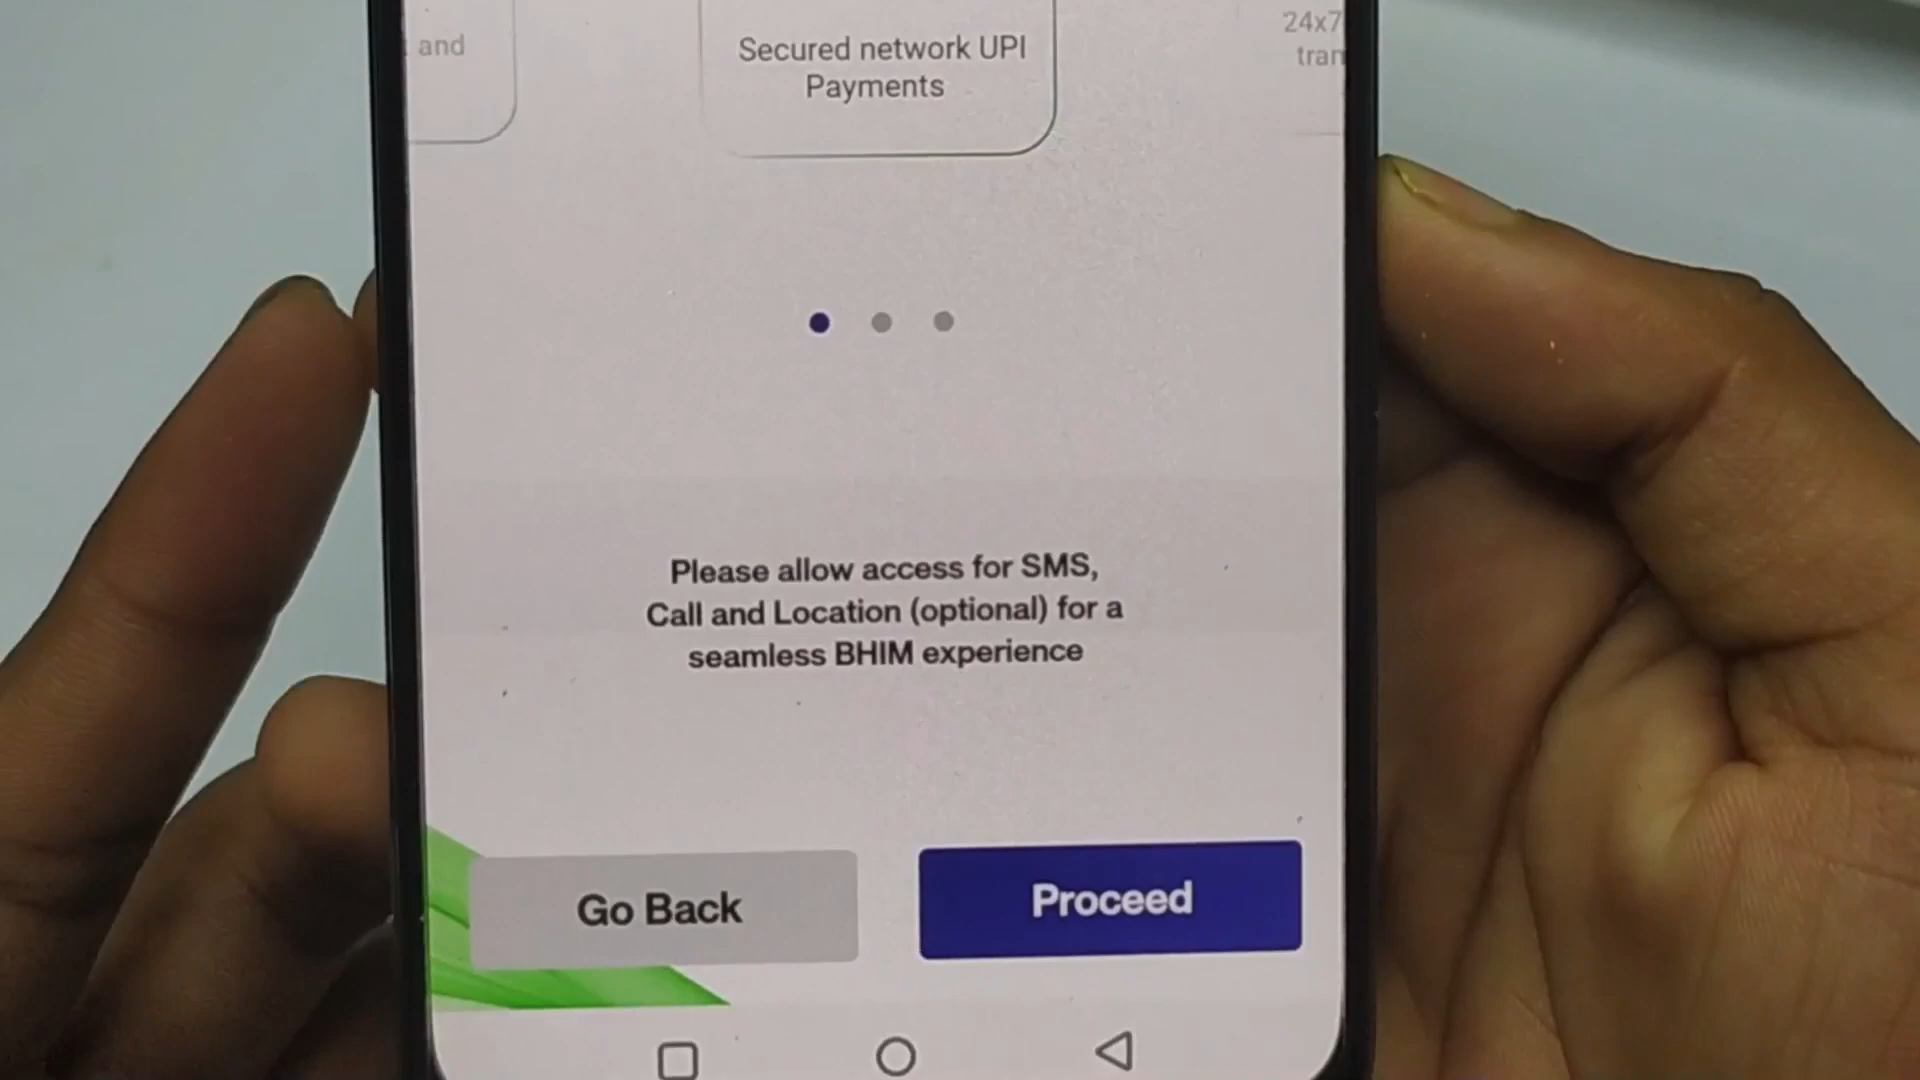 and
Secured network UPI
Payments
24x7
Please allow access for SMS,
Call and Location (optional) for a
seamless BHIM experience
Go Back
Proceed